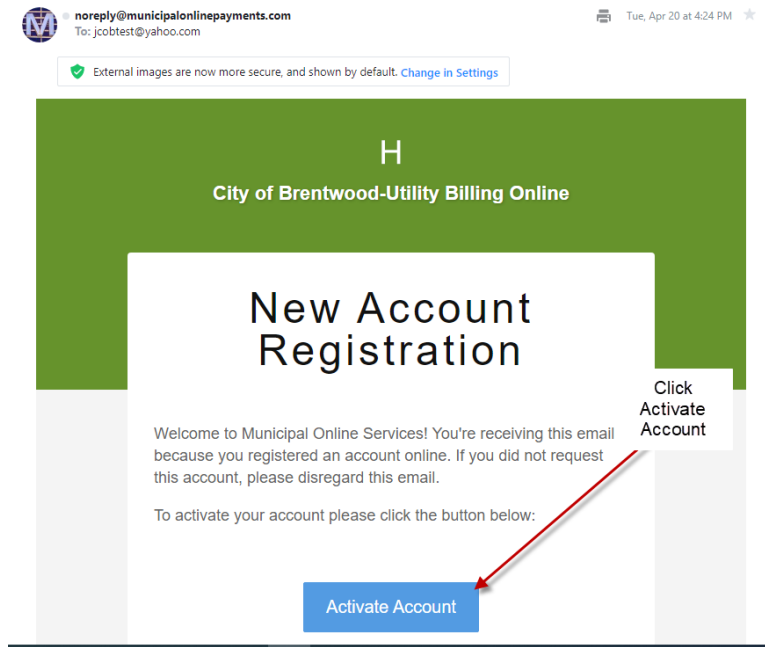 noreply@municipalonlinepayments.com
Tue, Apr 20 at 4:24 PM
To: jcobtest@yahoo.com
M
External images are now more secure, and shown by default. Change in Settings
H
City of Brentwood-Utility Billing Online
New Account
Registration
Click
Activate
Account
Welcome to Municipal Online Services! You're receiving this email
because you registered an account online. If you did not request
this account, please disregard this email.
To activate your account please click the button below:
Activate Account